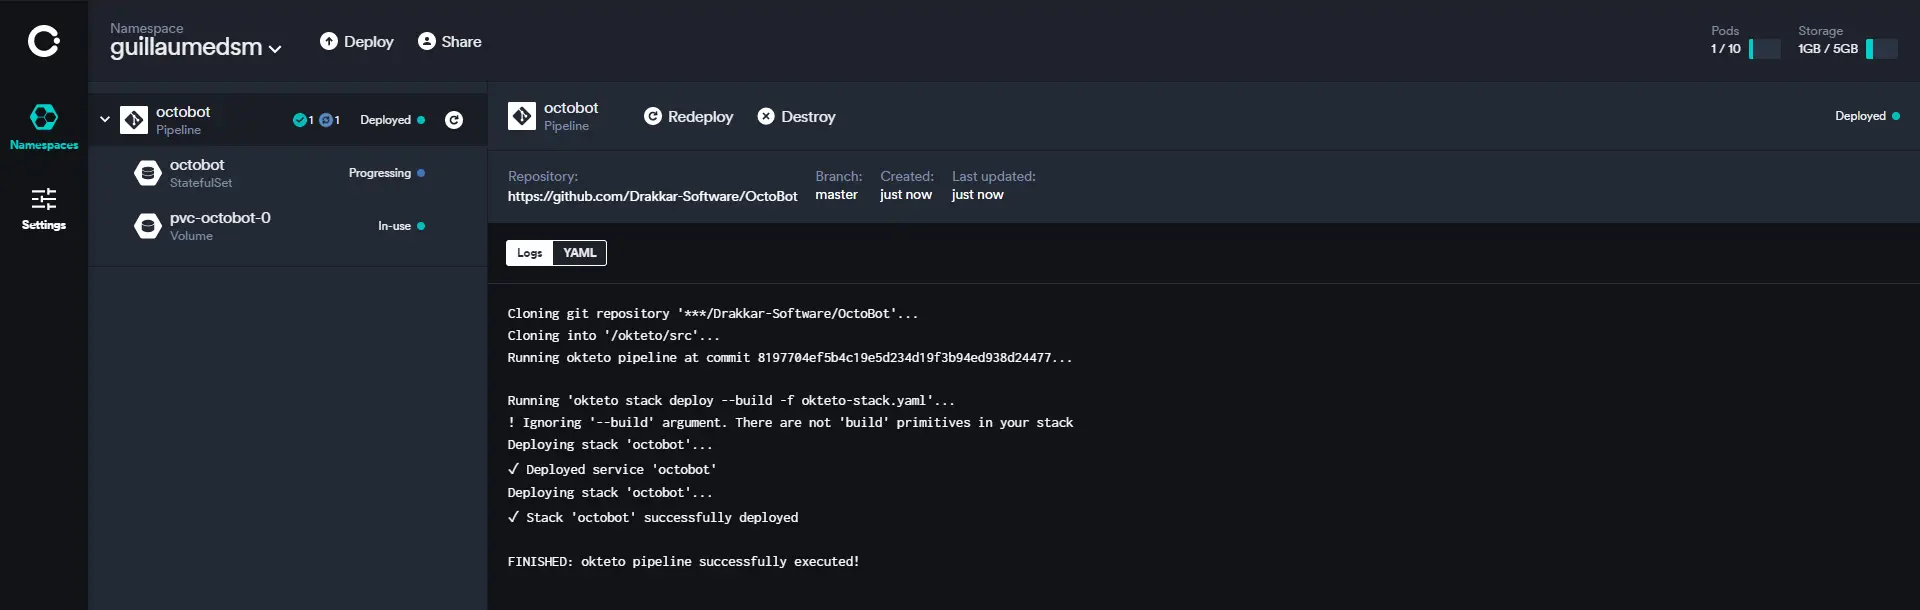 Namespace
guillaumedsm
Deploy
Share
Pods
1 / 10
Storage
1GB / 5GB
Namespaces
Settings
octobot
Pipeline
1 1
Deployed
octobot
StatefulSet
Progressing
pvc-octobot-0
Volume
In-use
octobot
Pipeline
Redeploy
Destroy
Deployed
Repository:
https://github.com/Drakkar-Software/OctoBot
Branch:
master
Created:
just now
Last updated:
just now
Logs
YAML
Cloning git repository '***/Drakkar-Software/OctoBot'...
Cloning into '/okteto/src'...
Running okteto pipeline at commit 8197704ef5b4c19e5d234d19f3b94ed938d24477...
Running 'okteto stack deploy --build -f okteto-stack.yaml'...
! Ignoring '--build' argument. There are not 'build' primitives in your stack
Deploying stack 'octobot'...
✓ Deployed service 'octobot'
Deploying stack 'octobot'...
✓ Stack 'octobot' successfully deployed
FINISHED: okteto pipeline successfully executed!